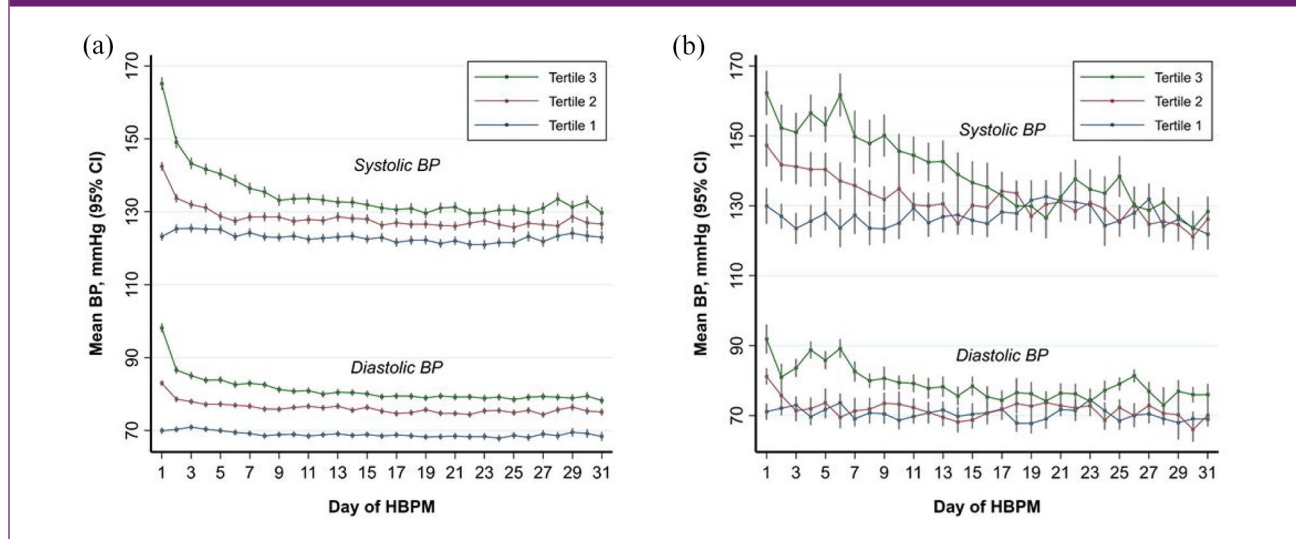 (a)
Mean BP, mmHg (95% CI)
170
150
130
110
90
70
Tertile 3
Tertile 2
Tertile 1
Systolic BP
Diastolic BP
1 3 5 7 9 11 13 15 17 19 21 23 25 27 29 31
Day of HBPM
(b)
Mean BP, mmHg (95% CI)
170
150
130
110
90
70
Tertile 3
Tertile 2
Tertile 1
Systolic BP
Diastolic BP
1 3 5 7 9 11 13 15 17 19 21 23 25 27 29 31
Day of HBPM